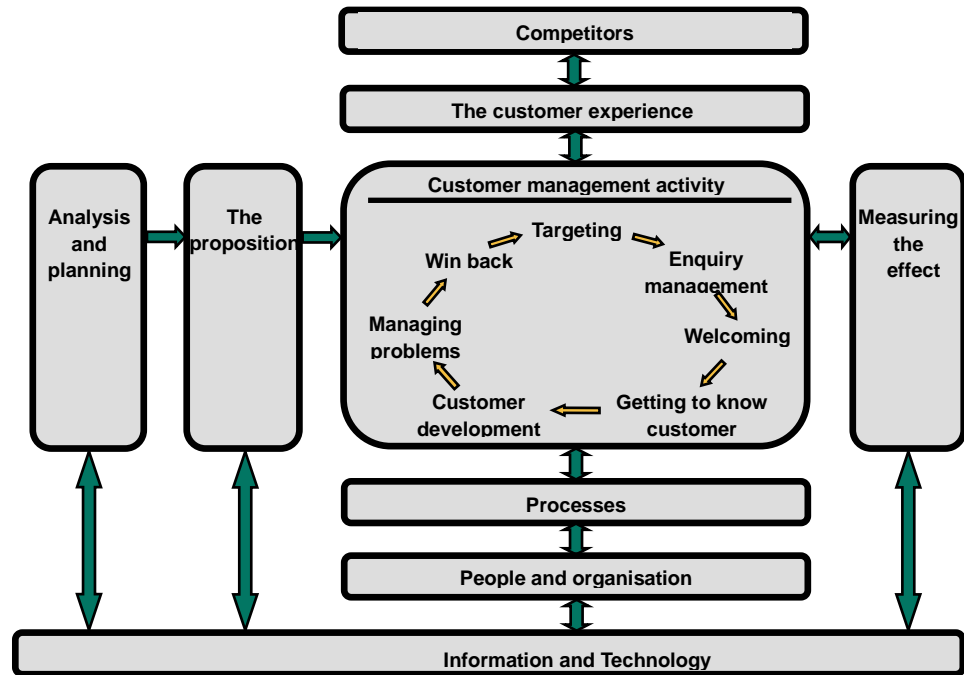 Competitors
The customer experience
Analysis
and
planning
The
proposition
Customer management activity
Targeting
Enquiry
management
Welcoming
Getting to know
customer
Customer
development
Managing
problems
Win back
Measuring
the
effect
Processes
People and organisation
Information and Technology